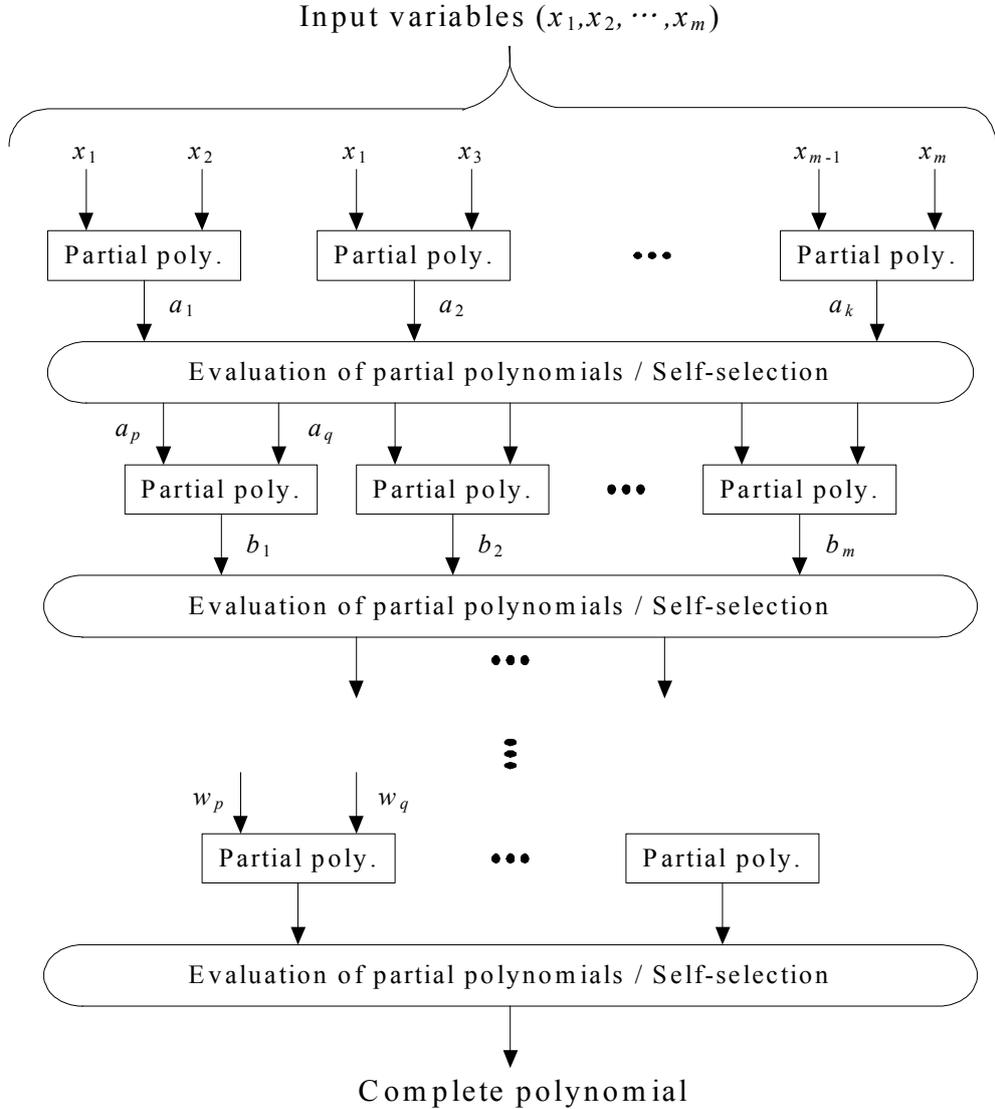 Input variables (x1,x2, ⋯ ,xm)
x1 x2 x1 x3 xm-1 xm
Partial poly. Partial poly. ••• Partial poly.
a1 a2 ak
Evaluation of partial polynomials / Self-selection
ap aq
Partial poly. Partial poly. ••• Partial poly.
b1 b2 bm
Evaluation of partial polynomials / Self-selection
•••
wp wq
Partial poly. ••• Partial poly.
Evaluation of partial polynomials / Self-selection
Complete polynomial